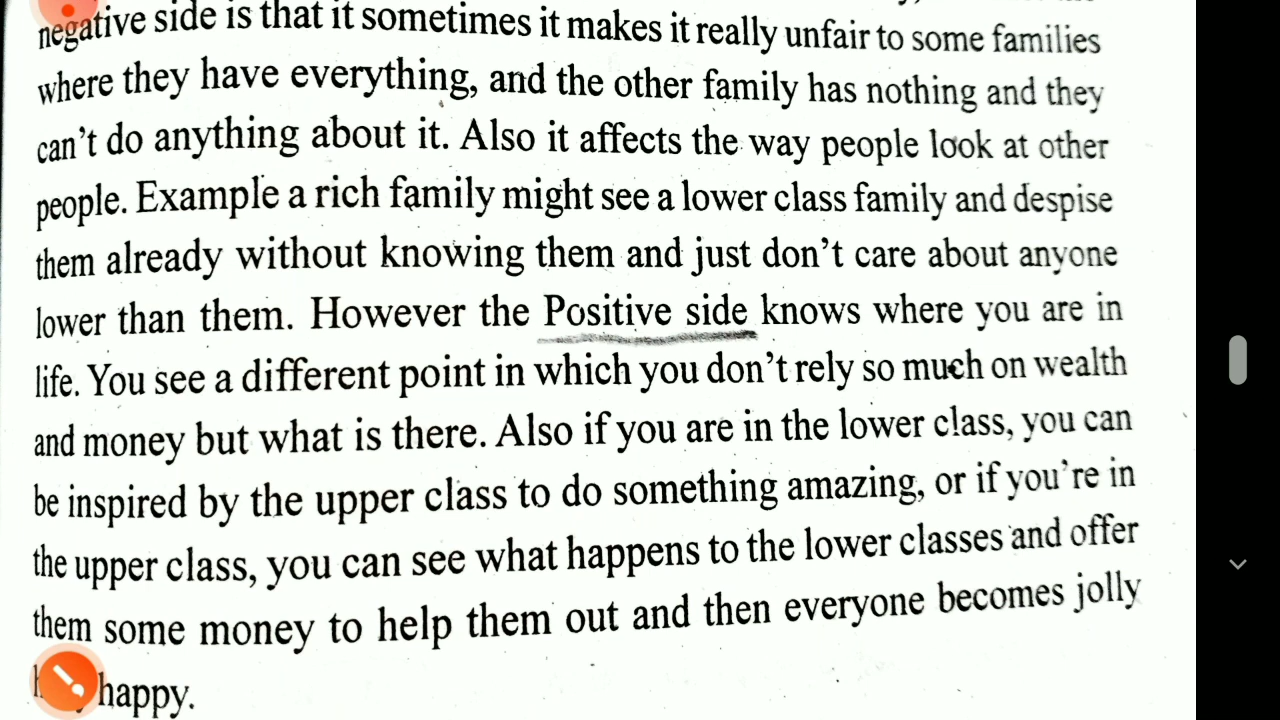 negative side is that it sometimes it makes it really unfair to some families
where they have everything, and the other family has nothing and they
can't do anything about it. Also it affects the way people look at other
people. Example a rich family might see a lower class family and despise
them already without knowing them and just don't care about anyone
lower than them. However the Positive side knows where you are in
life. You see a different point in which you don't rely so much on wealth
and money but what is there. Also if you are in the lower class, you can
be inspired by the upper class to do something amazing, or if you're in
the upper class, you can see what happens to the lower classes and offer
them some money to help them out and then everyone becomes jolly
happy.